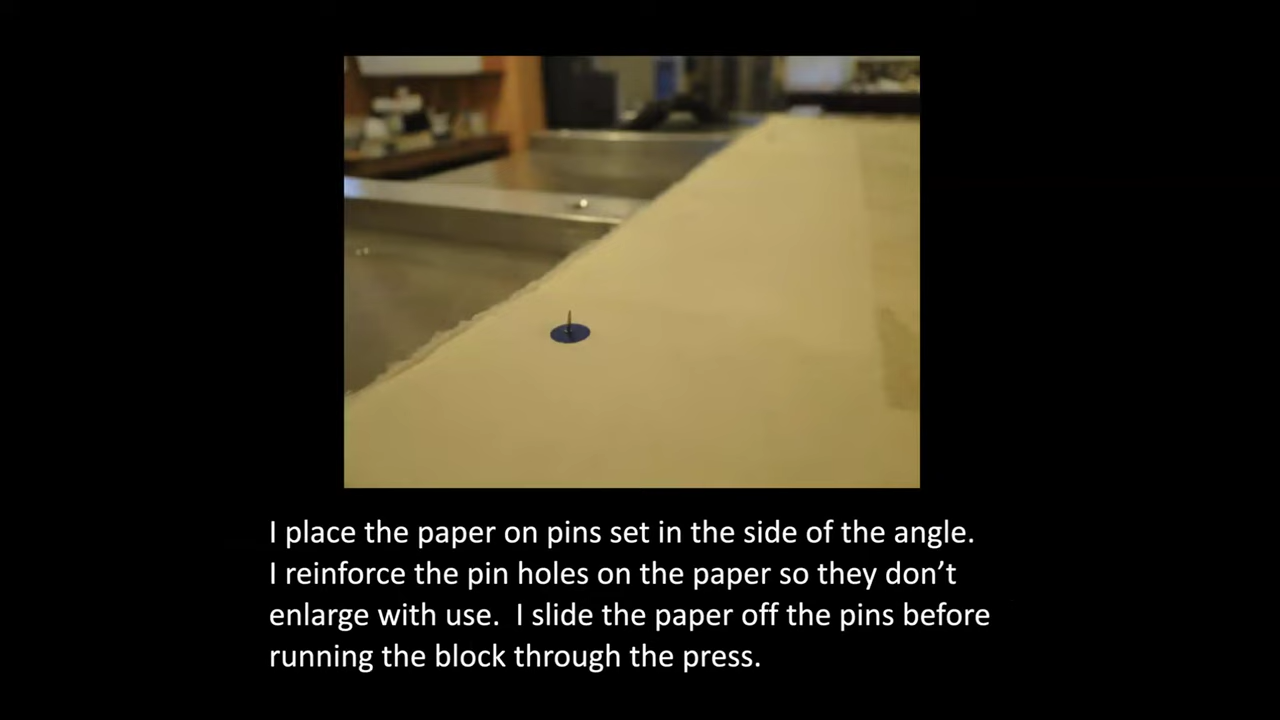 I place the paper on pins set in the side of the angle.
I reinforce the pin holes on the paper so they don’t
enlarge with use.  I slide the paper off the pins before
running the block through the press.